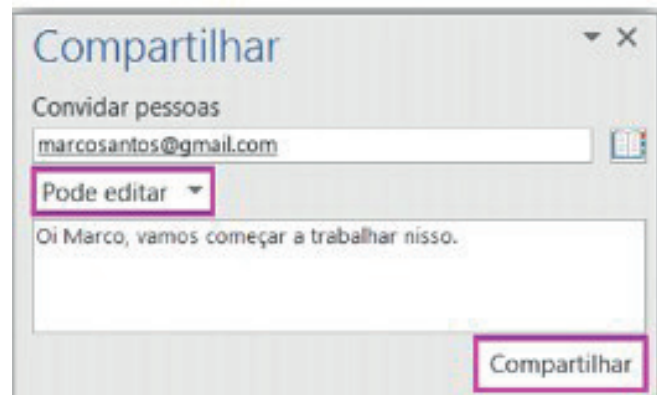 Compartilhar
Convidar pessoas
marcosantos@gmail.com
Pode editar
Oi Marco, vamos começar a trabalhar nisso.
Compartilhar